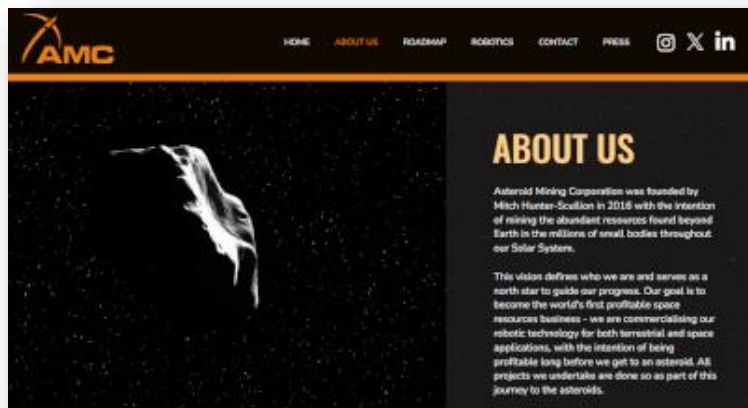 AMC
HOME ABOUT US ROADMAP ROBOTICS CONTACT PRESS
ABOUT US
Asteroid Mining Corporation was founded by
Mitch Hunter-Scullion in 2016 with the intention
of mining the abundant resources found beyond
Earth in the millions of small bodies throughout
our Solar System.
This vision defines who we are and serves as a
north star to guide our progress. Our goal is to
become the world's first profitable space
resources business – we are commercialising our
robotic technology for both terrestrial and space
applications, with the intention of being
profitable long before we get to an asteroid. All
projects we undertake are done so as part of this
journey to the asteroids.